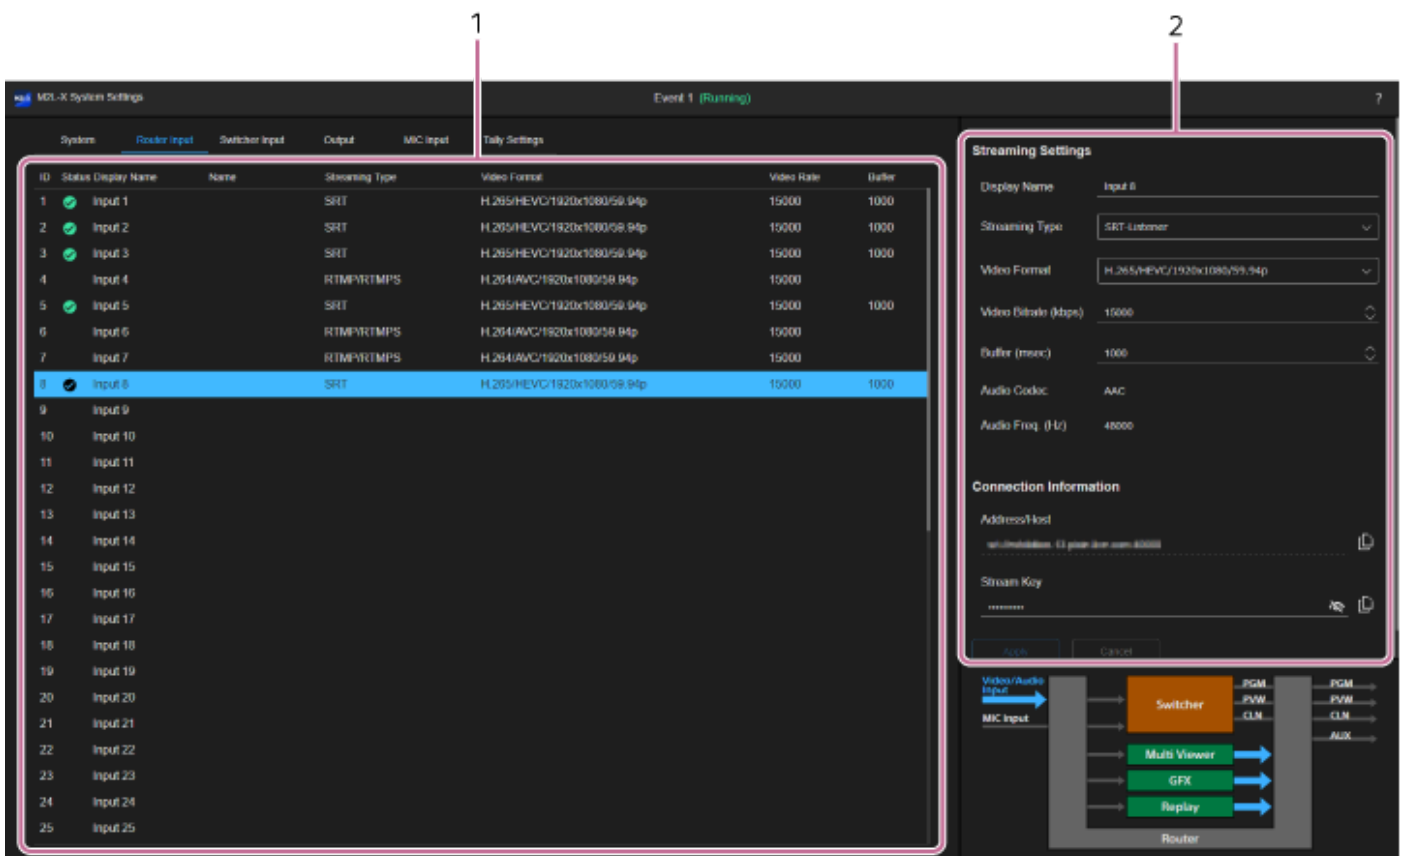 1
2
M2L-X System Settings
Event 1 (Running)
?
System Router Input Switcher Input Output MIC Input Tally Settings
ID Status Display Name Name Streaming Type Video Format Video Rate Buffer
1 Input 1 SRT H.265/HEVC/1920x1080/59.94p 15000 1000
2 Input 2 SRT H.265/HEVC/1920x1080/59.94p 15000 1000
3 Input 3 SRT H.265/HEVC/1920x1080/59.94p 15000 1000
4 Input 4 RTMP/RTMPS H.264/AVC/1920x1080/59.94p 15000
5 Input 5 SRT H.265/HEVC/1920x1080/59.94p 15000 1000
6 Input 6 RTMP/RTMPS H.264/AVC/1920x1080/59.94p 15000
7 Input 7 RTMP/RTMPS H.264/AVC/1920x1080/59.94p 15000
8 Input 8 SRT H.265/HEVC/1920x1080/59.94p 15000 1000
9 Input 9
10 Input 10
11 Input 11
12 Input 12
13 Input 13
14 Input 14
15 Input 15
16 Input 16
17 Input 17
18 Input 18
19 Input 19
20 Input 20
21 Input 21
22 Input 22
23 Input 23
24 Input 24
25 Input 25
Streaming Settings
Display Name Input 8
Streaming Type SRT-Listener
Video Format H.265/HEVC/1920x1080/59.94p
Video Bitrate (kbps) 15000
Buffer (msec) 1000
Audio Codec AAC
Audio Freq. (Hz) 48000
Connection Information
Address/Host
Stream Key
Apply Cancel
Video/Audio
Input
MIC Input
Switcher
PGM
PVW
CLN
PGM
PVW
CLN
AUX
Multi Viewer
GFX
Replay
Router